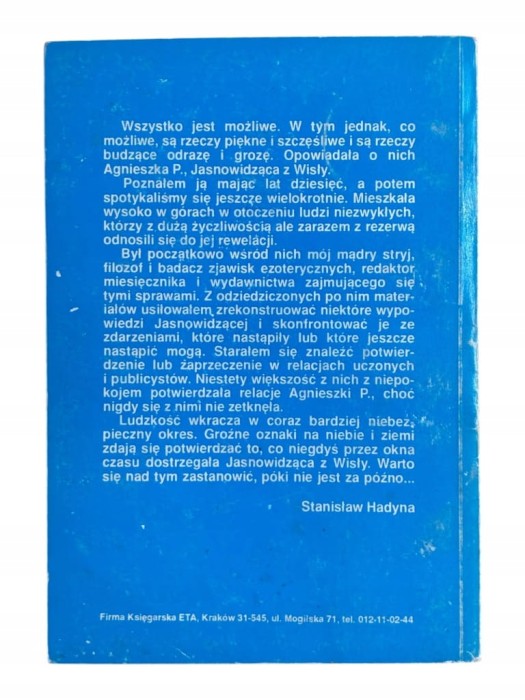 Wszystko jest możliwe. W tym jednak, co
możliwe, są rzeczy piękne i szczęśliwe i są rzeczy
budzące odrazę i grozę. Opowiadała o nich
Agnieszka P., Jasnowidząca z Wisły.
Poznałem ją mając lat dziesięć, a potem
spotykaliśmy się jeszcze wielokrotnie. Mieszkała
wysoko w górach w otoczeniu ludzi niezwykłych,
którzy z dużą życzliwością ale zarazem z rezerwą
odnosili się do jej rewelacji.
Był początkowo wśród nich mój mądry stryj,
filozof i badacz zjawisk ezoterycznych, redaktor
miesięcznika i wydawnictwa zajmującego się
tymi sprawami. Z odziedziczonych po nim mater-
iałów usiłowałem zrekonstruować niektóre wypo-
wiedzi Jasnowidzącej i skonfrontować je ze
zdarzeniami, które nastąpiły lub które jeszcze
nastąpić mogą. Starałem się znaleźć potwier-
dzenie lub zaprzeczenie w relacjach uczonych
i publicystów. Niestety większość z nich z niepo-
kojem potwierdzała relacje Agnieszki P., choć
nigdy się z nimi nie zetknęła.
Ludzkość wkracza w coraz bardziej niebez-
pieczny okres. Groźne oznaki na niebie i ziemi
zdają się potwierdzać to, co niegdyś przez okna
czasu dostrzegała Jasnowidząca z Wisły. Warto
się nad tym zastanowić, póki nie jest za późno...
Stanisław Hadyna
Firma Księgarska ETA, Kraków 31-545, ul. Mogilska 71, tel. 012-11-02-44